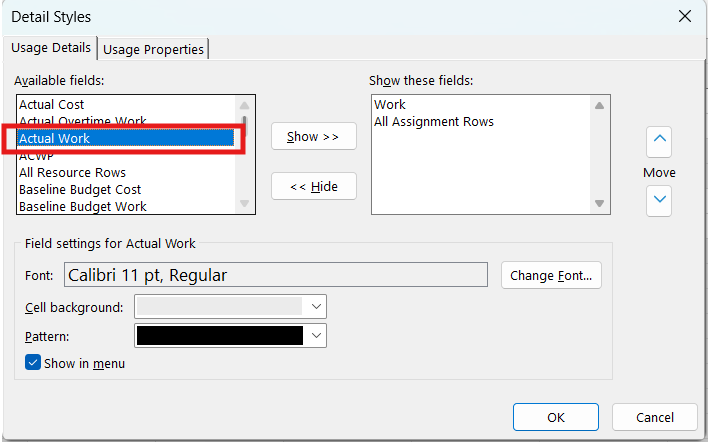 Detail Styles
Usage Details
Usage Properties
Available fields:
Show these fields:
Actual Cost
Actual Overtime Work
Actual Work
ACWP
All Resource Rows
Baseline Budget Cost
Baseline Budget Work
Show >>
<< Hide
Work
All Assignment Rows
Move
Field settings for Actual Work
Font:
Calibri 11 pt, Regular
Change Font...
Cell background:
Pattern:
Show in menu
OK
Cancel